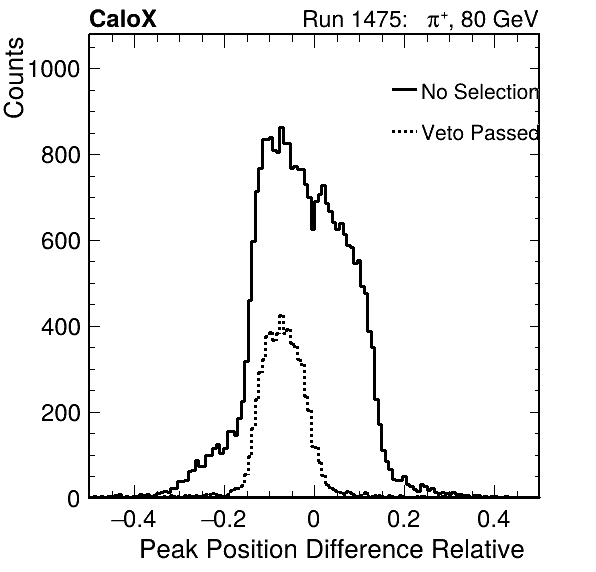 CaloX Run 1475: π⁺, 80 GeV
Counts
1000
No Selection
Veto Passed
800
600
400
200
0
−0.4 −0.2 0 0.2 0.4
Peak Position Difference Relative